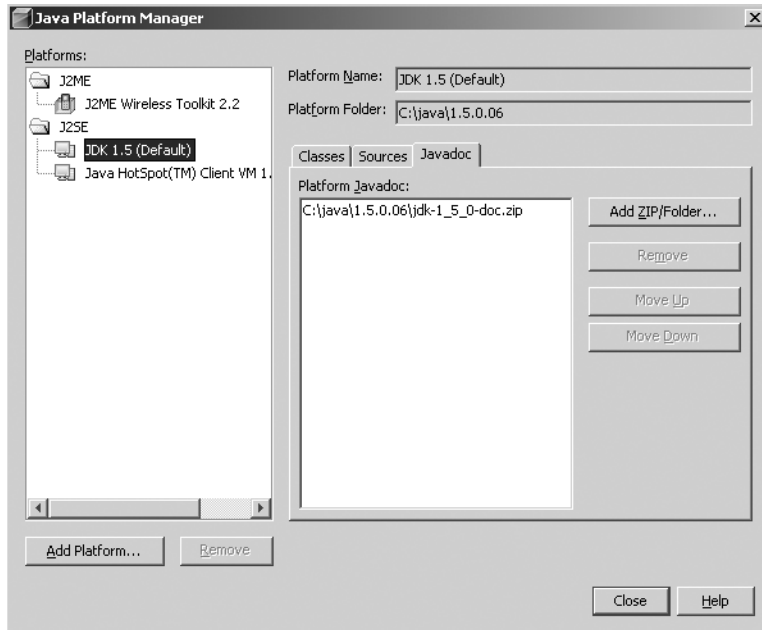 Java Platform Manager
Platforms:
J2ME
J2ME Wireless Toolkit 2.2
J2SE
JDK 1.5 (Default)
Java HotSpot(TM) Client VM 1.
Add Platform...
Remove
Platform Name:
JDK 1.5 (Default)
Platform Folder:
C:\java\1.5.0.06
Classes
Sources
Javadoc
Platform Javadoc:
C:\java\1.5.0.06\jdk-1_5_0-doc.zip
Add ZIP/Folder...
Remove
Move Up
Move Down
Close
Help